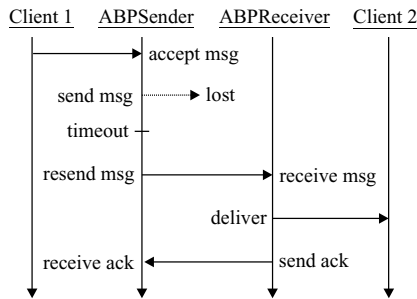 Client 1 ABPSender ABPReceiver Client 2
accept msg
send msg lost
timeout
resend msg receive msg
deliver
receive ack send ack